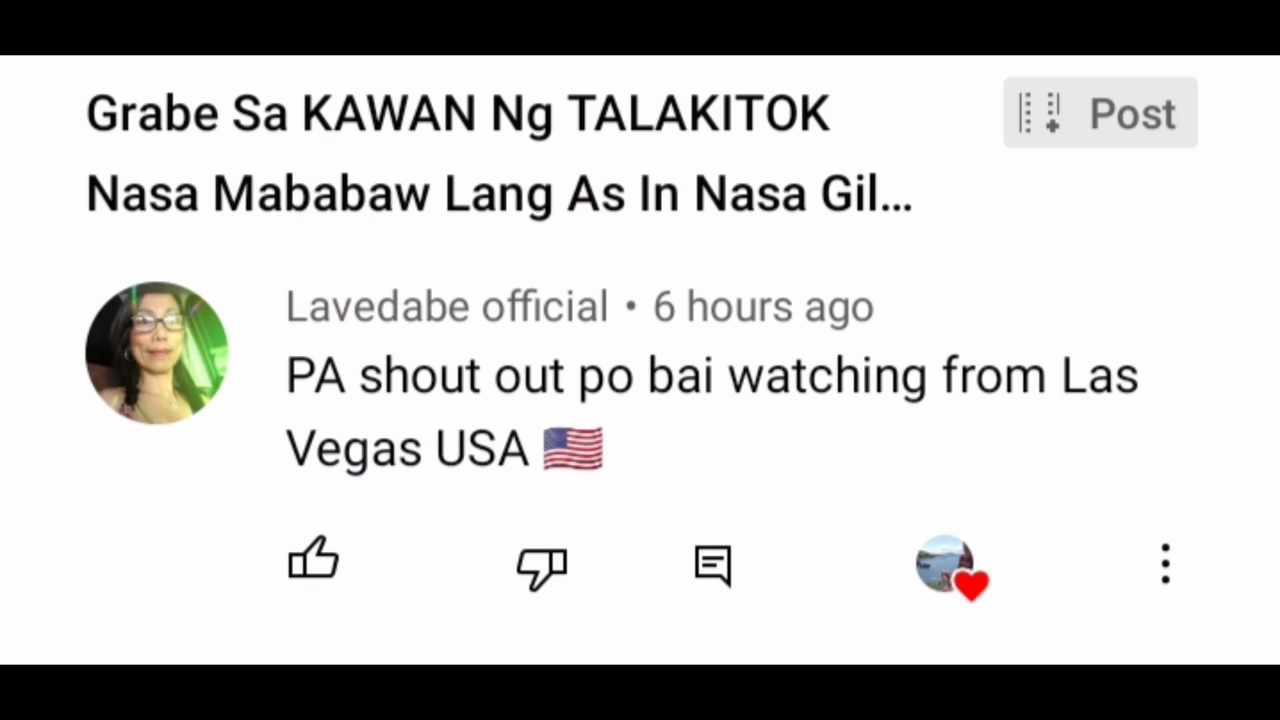 Grabe Sa KAWAN Ng TALAKITOK
Post
Nasa Mababaw Lang As In Nasa Gil...
Lavedabe official • 6 hours ago
PA shout out po bai watching from Las
Vegas USA 🇺🇸